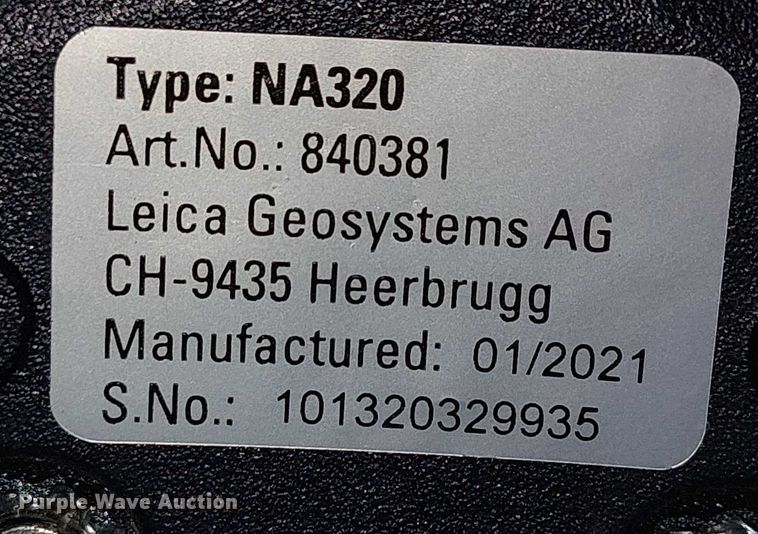 Type: NA320
Art.No.: 840381
Leica Geosystems AG
CH-9435 Heerbrugg
Manufactured: 01/2021
S.No.: 101320329935
Purple Wave Auction